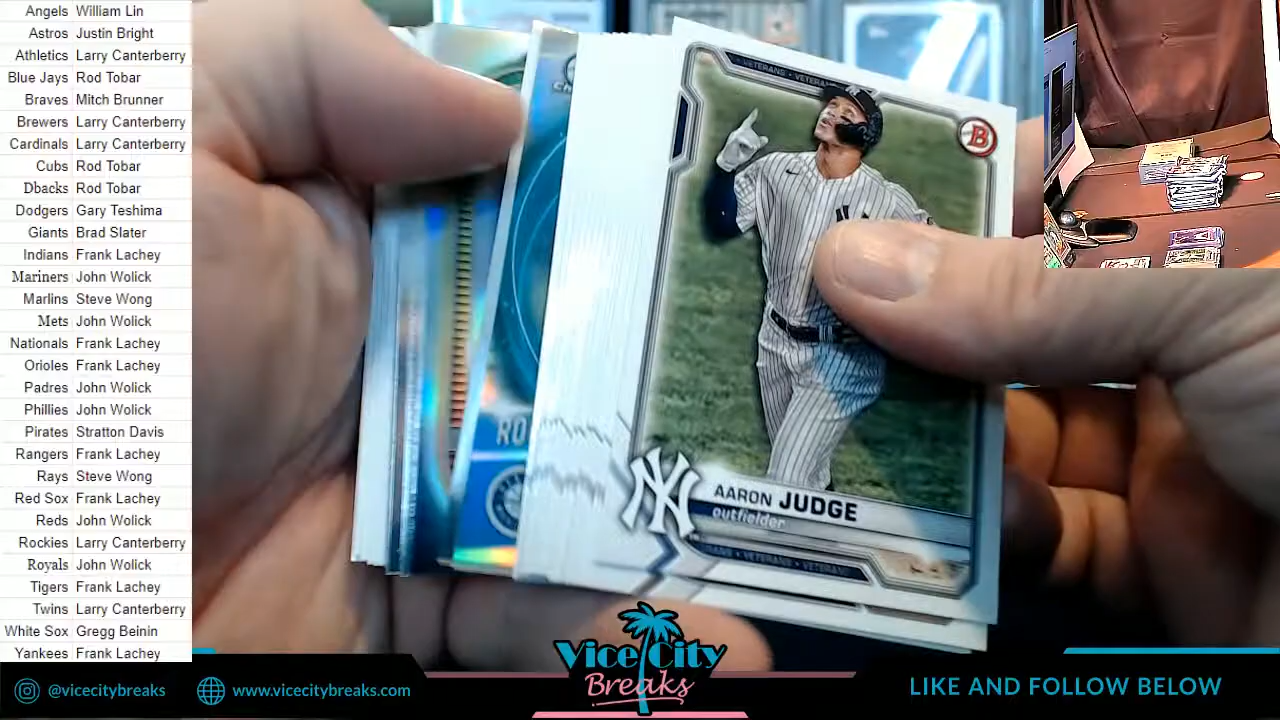 Angels William Lin
Astros Justin Bright
Athletics Larry Canterberry
Blue Jays Rod Tobar
Braves Mitch Brunner
Brewers Larry Canterberry
Cardinals Larry Canterberry
Cubs Rod Tobar
Dbacks Rod Tobar
Dodgers Gary Teshima
Giants Brad Slater
Indians Frank Lachey
Mariners John Wolick
Marlins Steve Wong
Mets John Wolick
Nationals Frank Lachey
Orioles Frank Lachey
Padres John Wolick
Phillies John Wolick
Pirates Stratton Davis
Rangers Frank Lachey
Rays Steve Wong
Red Sox Frank Lachey
Reds John Wolick
Rockies Larry Canterberry
Royals John Wolick
Tigers Frank Lachey
Twins Larry Canterberry
White Sox Gregg Beinin
Yankees Frank Lachey
VETERANS • VETERA
B
RO
NY
AARON JUDGE
outfielder
VETERANS • VETERANS
@vicecitybreaks
www.vicecitybreaks.com
Vice City
Breaks
LIKE AND FOLLOW BELOW